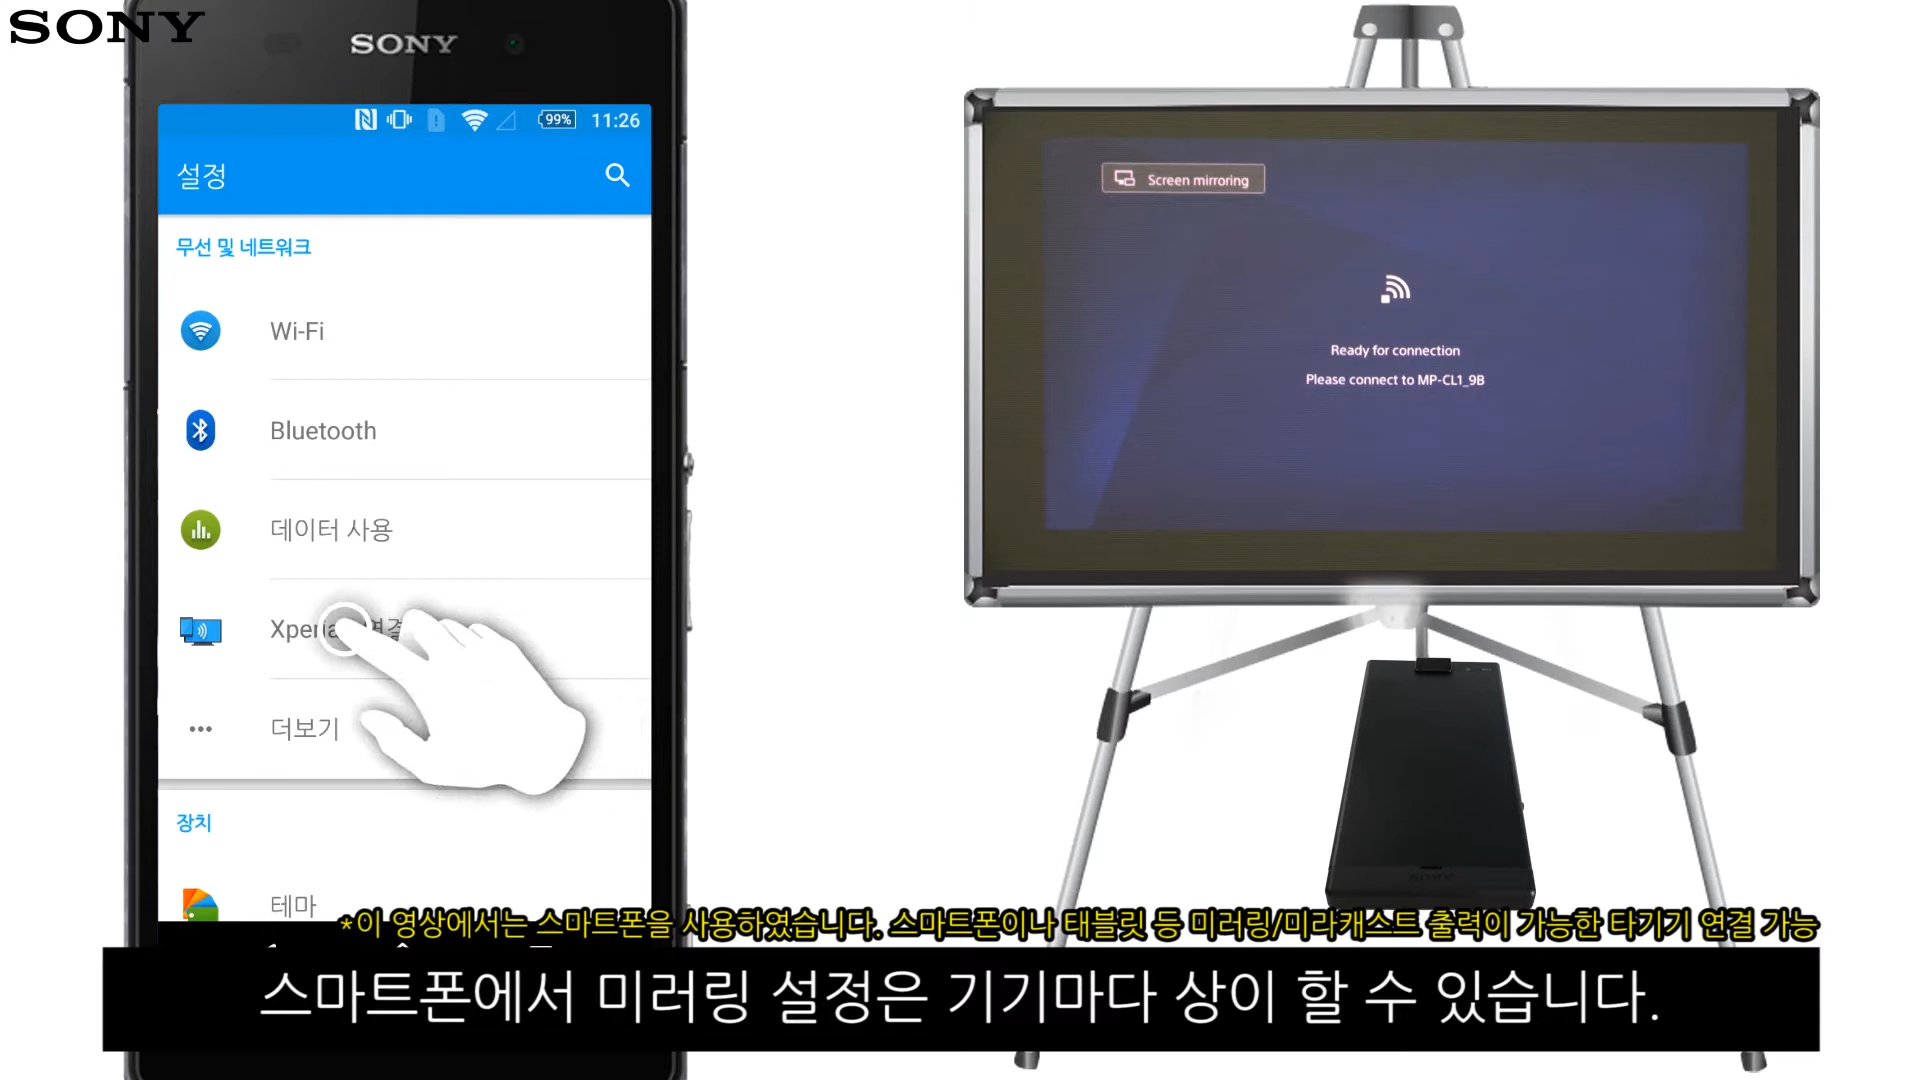 SONY
SONY
99%
11:26
설정
무선 및 네트워크
Wi-Fi
Bluetooth
데이터 사용
Xperia 연결
더보기
장치
테마
Screen mirroring
Ready for connection
Please connect to MP-CL1_9B
SONY
*이 영상에서는 스마트폰을 사용하였습니다. 스마트폰이나 태블릿 등 미러링/미라캐스트 출력이 가능한 타기기 연결 가능
스마트폰에서 미러링 설정은 기기마다 상이 할 수 있습니다.